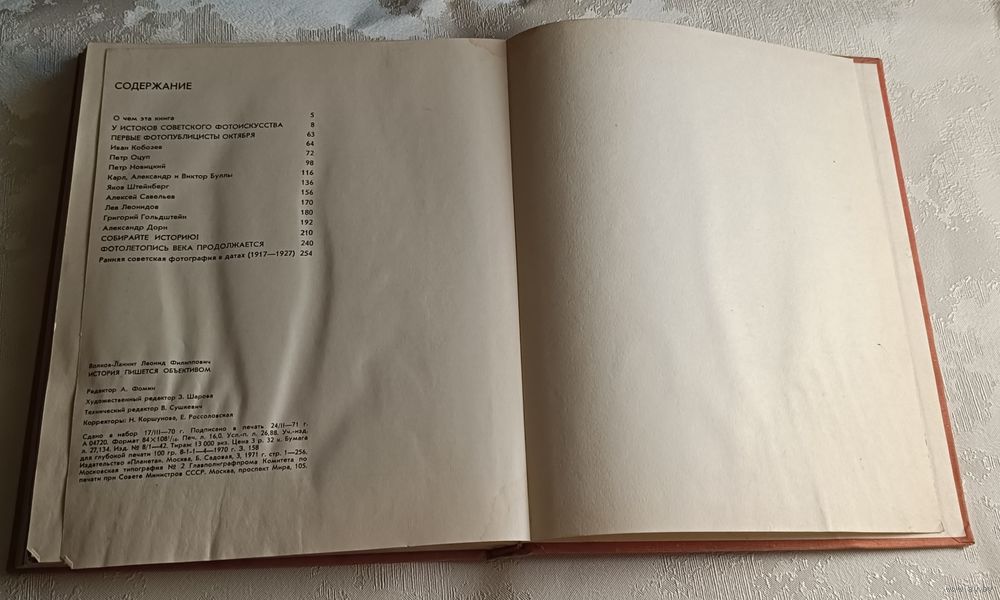 СОДЕРЖАНИЕ
О чем эта книга 5
У ИСТОКОВ СОВЕТСКОГО ФОТОИСКУССТВА 8
ПЕРВЫЕ ФОТОПУБЛИЦИСТЫ ОКТЯБРЯ 63
Иван Кобозев 64
Петр Оцуп 72
Петр Новицкий 98
Карл, Александр и Виктор Буллы 116
Яков Штейнберг 136
Алексей Савельев 156
Лев Леонидов 170
Григорий Гольдштейн 180
Александр Дорн 192
СОБИРАЙТЕ ИСТОРИЮ! 210
ФОТОЛЕТОПИСЬ ВЕКА ПРОДОЛЖАЕТСЯ 240
Ранняя советская фотография в датах (1917—1927) 254
Волков-Ланнит Леонид Филиппович
ИСТОРИЯ ПИШЕТСЯ ОБЪЕКТИВОМ
Редактор А. Фомин
Художественный редактор З. Шарова
Технический редактор В. Сушкевич
Корректоры: Н. Коршунова, Е. Россоловская
Сдано в набор 17/III—70 г. Подписано в печать 24/II—71 г.
А 04720. Формат 84×108¹/₁₆. Печ. л. 16,0. Усл.-п. л. 26,88. Уч.-изд.
л. 27,134. Изд. № 8/1—42. Тираж 13 000 экз. Цена 3 р. 32 к. Бумага
для глубокой печати 100 гр. 8-1-1—4—1970 г. З. 158
Издательство «Планета». Москва, Б. Садовая, 3, 1971 г. стр. 1—256.
Московская типография № 2 Главполиграфпрома Комитета по
печати при Совете Министров СССР. Москва, проспект Мира, 105.